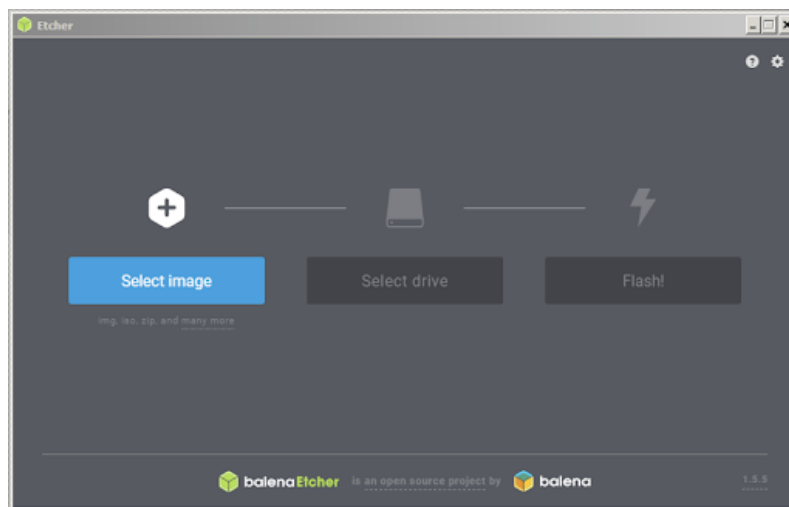 Etcher
Select image
Select drive
Flash!
img, iso, zip, and many more
balenaEtcher is an open source project by balena
1.5.5